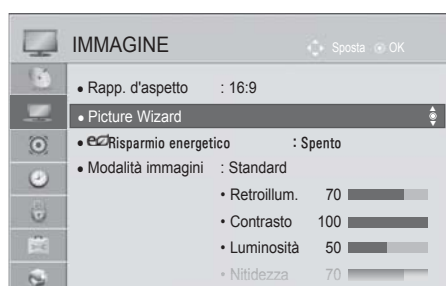 IMMAGINE Sposta OK
• Rapp. d'aspetto : 16:9
• Picture Wizard
• eco Risparmio energetico : Spento
• Modalità immagini : Standard
• Retroillum. 70
• Contrasto 100
• Luminosità 50
• Nitidezza 70